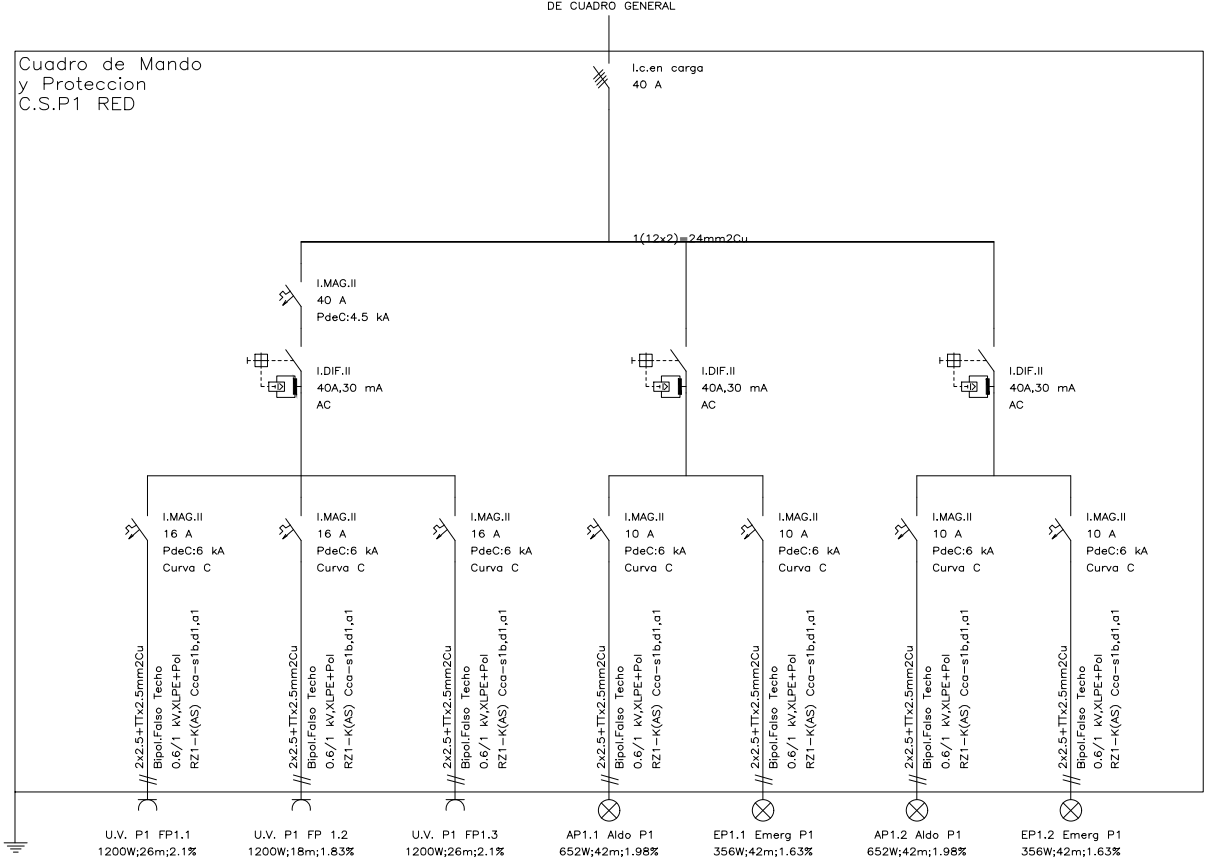 DE CUADRO GENERAL
Cuadro de Mando
y Proteccion
C.S.P1 RED
I.c.en carga
40 A
1(12x2)=24mm2Cu
I.MAG.II
40 A
PdeC:4.5 kA
I.DIF.II
40A,30 mA
AC
I.DIF.II
40A,30 mA
AC
I.DIF.II
40A,30 mA
AC
I.MAG.II
16 A
PdeC:6 kA
Curva C
I.MAG.II
16 A
PdeC:6 kA
Curva C
I.MAG.II
16 A
PdeC:6 kA
Curva C
I.MAG.II
10 A
PdeC:6 kA
Curva C
I.MAG.II
10 A
PdeC:6 kA
Curva C
I.MAG.II
10 A
PdeC:6 kA
Curva C
I.MAG.II
10 A
PdeC:6 kA
Curva C
2x2.5+TTx2.5mm2Cu
Bipol.Falso Techo
0.6/1 kV,XLPE+Pol
RZ1-K(AS) Cca-s1b,d1,a1
2x2.5+TTx2.5mm2Cu
Bipol.Falso Techo
0.6/1 kV,XLPE+Pol
RZ1-K(AS) Cca-s1b,d1,a1
2x2.5+TTx2.5mm2Cu
Bipol.Falso Techo
0.6/1 kV,XLPE+Pol
RZ1-K(AS) Cca-s1b,d1,a1
2x2.5+TTx2.5mm2Cu
Bipol.Falso Techo
0.6/1 kV,XLPE+Pol
RZ1-K(AS) Cca-s1b,d1,a1
2x2.5+TTx2.5mm2Cu
Bipol.Falso Techo
0.6/1 kV,XLPE+Pol
RZ1-K(AS) Cca-s1b,d1,a1
2x2.5+TTx2.5mm2Cu
Bipol.Falso Techo
0.6/1 kV,XLPE+Pol
RZ1-K(AS) Cca-s1b,d1,a1
2x2.5+TTx2.5mm2Cu
Bipol.Falso Techo
0.6/1 kV,XLPE+Pol
RZ1-K(AS) Cca-s1b,d1,a1
U.V. P1 FP1.1
1200W;26m;2.1%
U.V. P1 FP 1.2
1200W;18m;1.83%
U.V. P1 FP1.3
1200W;26m;2.1%
AP1.1 Aldo P1
652W;42m;1.98%
EP1.1 Emerg P1
356W;42m;1.63%
AP1.2 Aldo P1
652W;42m;1.98%
EP1.2 Emerg P1
356W;42m;1.63%